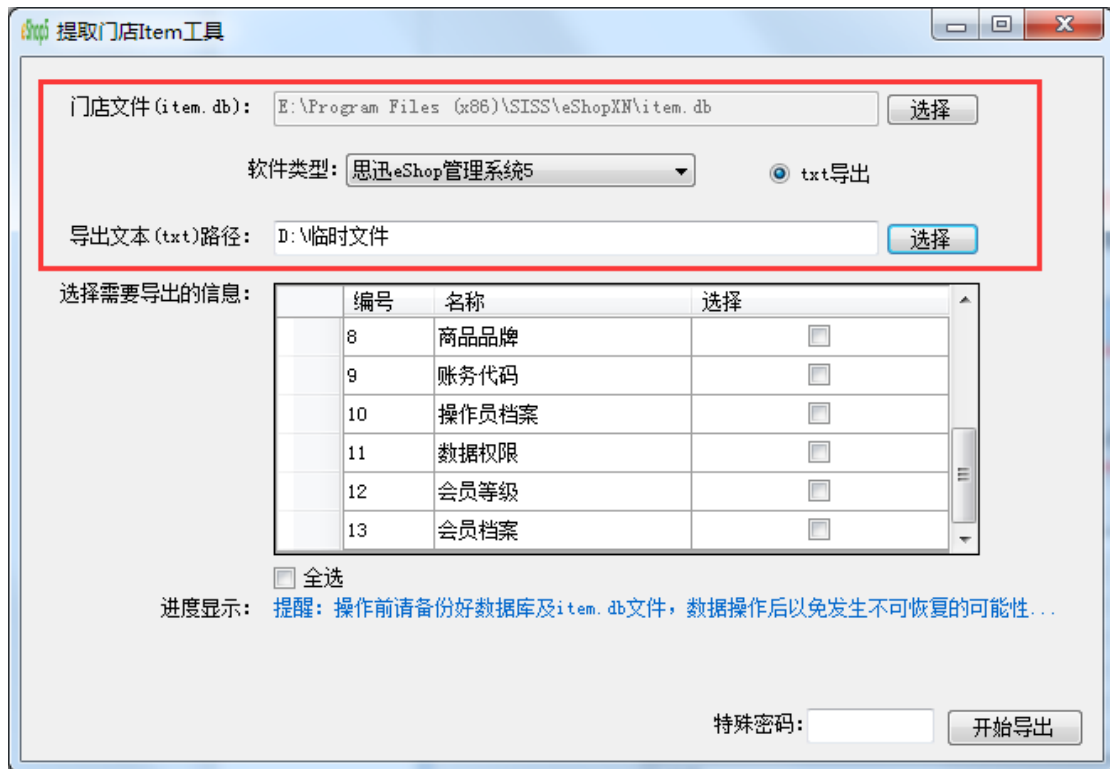 eShop5 提取门店Item工具
门店文件(item.db): E:\Program Files (x86)\SISS\eShopXN\item.db 选择
软件类型: 思迅eShop管理系统5 txt导出
导出文本(txt)路径: D:\临时文件 选择
选择需要导出的信息:
编号 名称 选择
8 商品品牌
9 账务代码
10 操作员档案
11 数据权限
12 会员等级
13 会员档案
全选
进度显示: 提醒: 操作前请备份好数据库及item.db文件，数据操作后以免发生不可恢复的可能性...
特殊密码: 开始导出